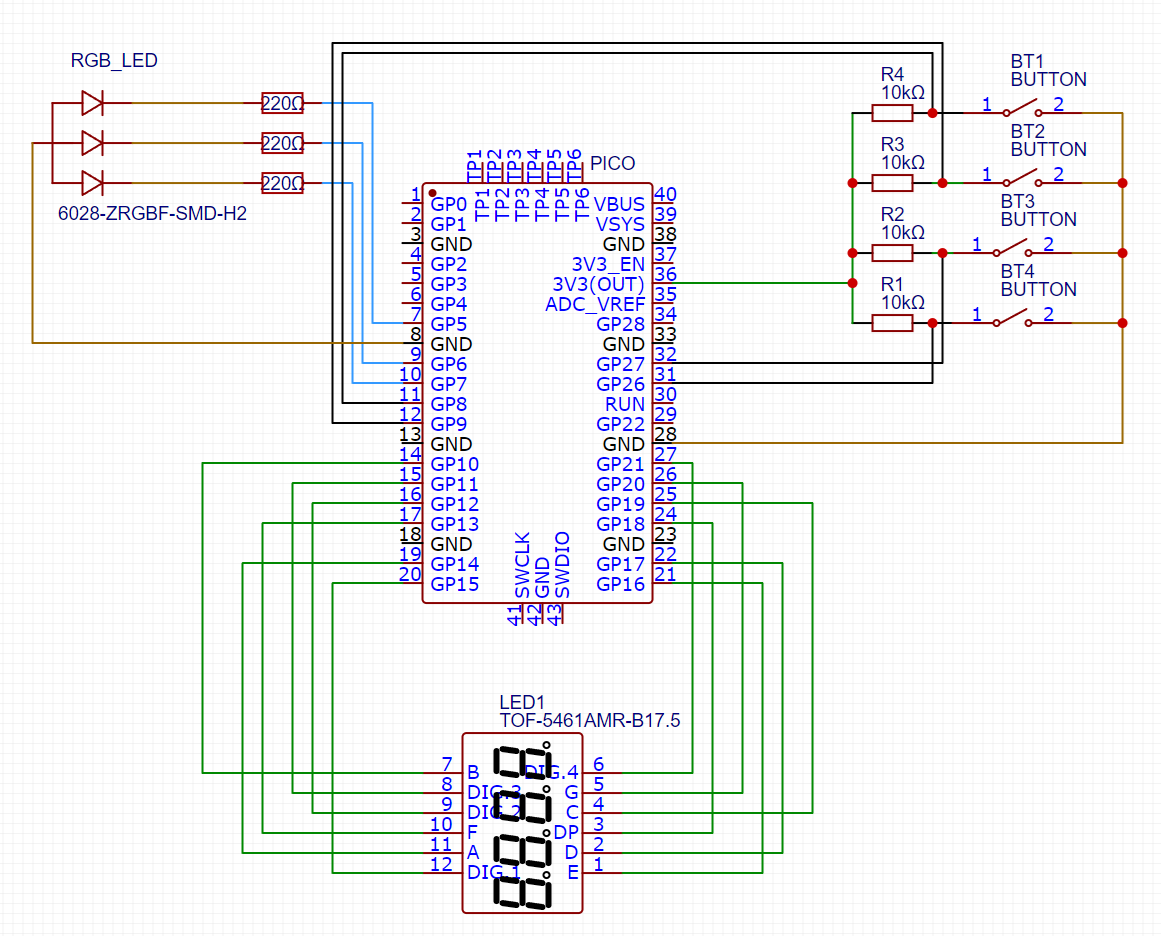 RGB_LED
220Ω
220Ω
220Ω
6028-ZRGBF-SMD-H2
PICO
TP1 TP2 TP3 TP4 TP5 TP6
TP1 TP2 TP3 TP4 TP5 TP6
1 GP0
2 GP1
3 GND
4 GP2
5 GP3
6 GP4
7 GP5
8 GND
9 GP6
10 GP7
11 GP8
12 GP9
13 GND
14 GP10
15 GP11
16 GP12
17 GP13
18 GND
19 GP14
20 GP15
VBUS 40
VSYS 39
GND 38
3V3_EN 37
3V3(OUT) 36
ADC_VREF 35
GP28 34
GND 33
GP27 32
GP26 31
RUN 30
GP22 29
GND 28
GP21 27
GP20 26
GP19 25
GP18 24
GND 23
GP17 22
GP16 21
SWCLK GND SWDIO
41 42 43
R4
10kΩ
R3
10kΩ
R2
10kΩ
R1
10kΩ
BT1
BUTTON
1 2
BT2
BUTTON
1 2
BT3
BUTTON
1 2
BT4
BUTTON
1 2
LED1
TOF-5461AMR-B17.5
7 B
8 DIG.3
9 DIG.2
10 F
11 A
12 DIG.1
DIG.4 6
G 5
C 4
DP 3
D 2
E 1